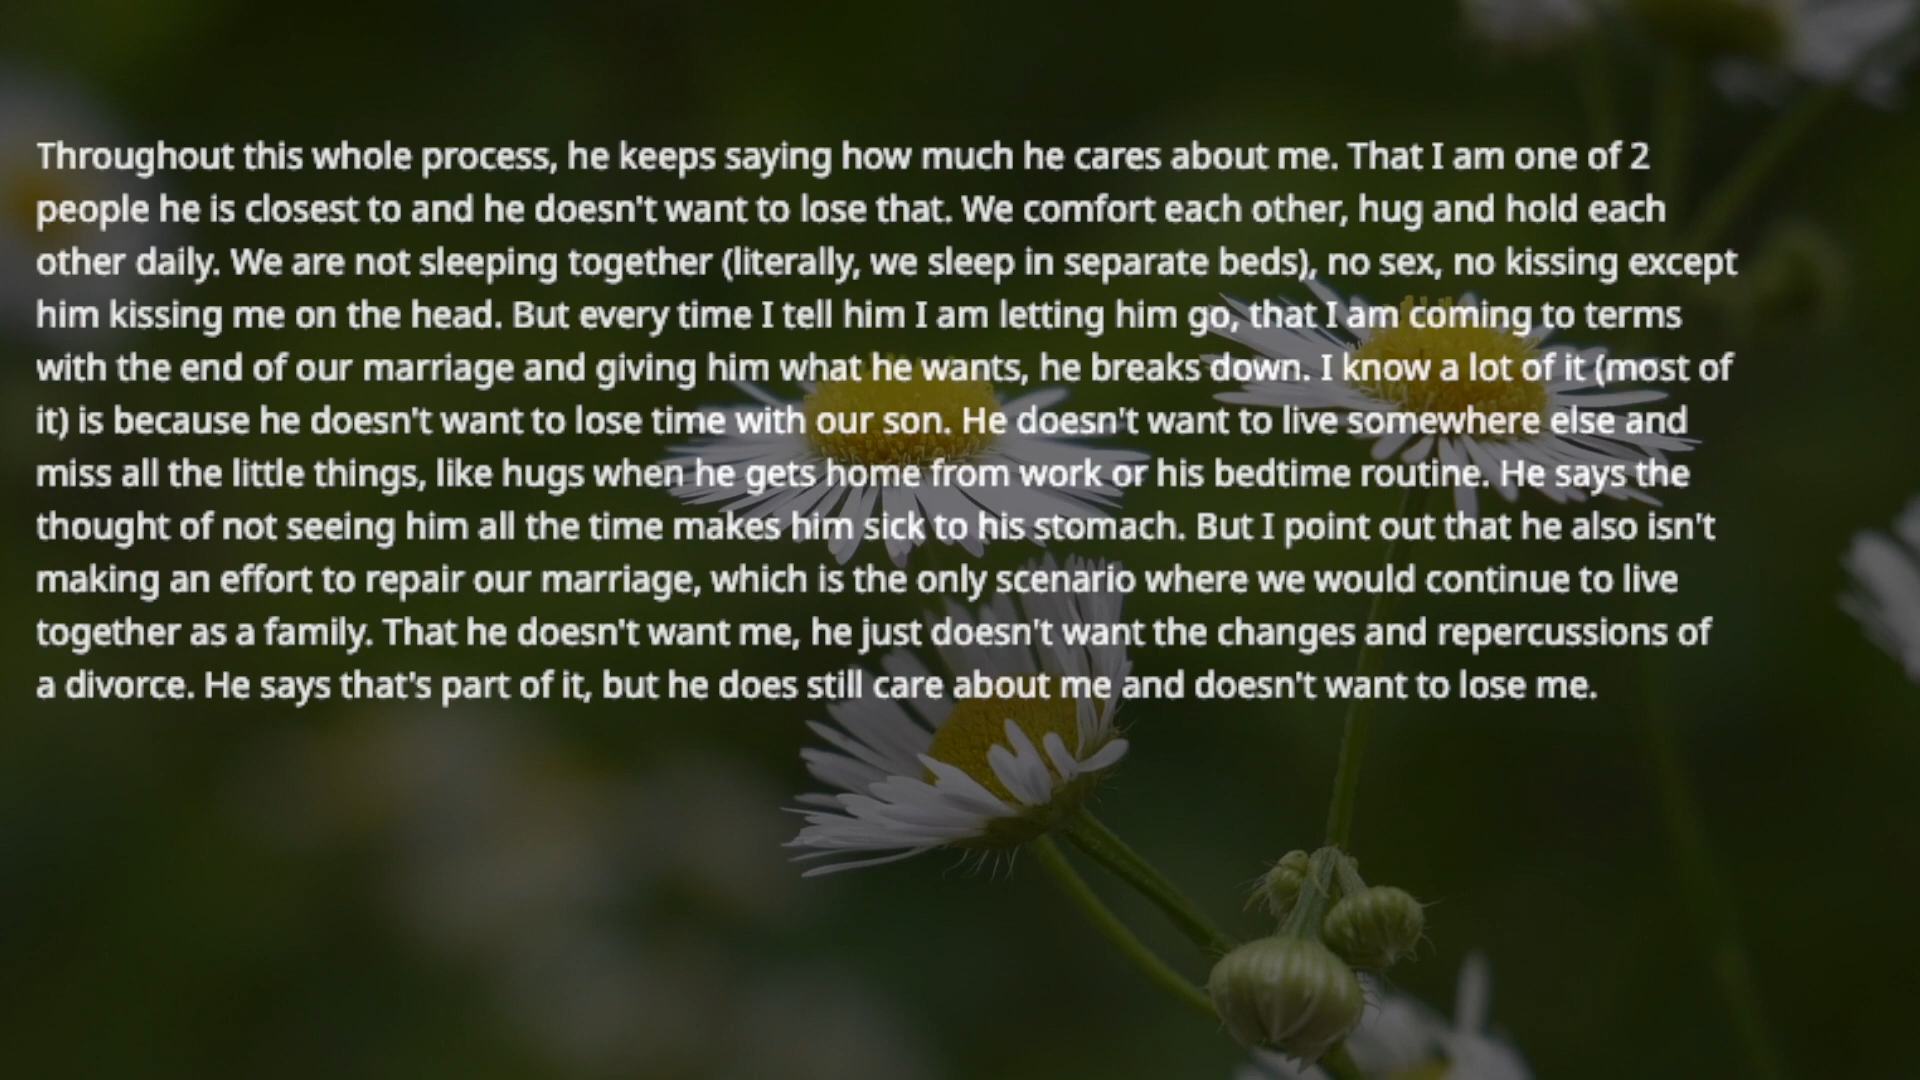 Throughout this whole process, he keeps saying how much he cares about me. That I am one of 2
people he is closest to and he doesn't want to lose that. We comfort each other, hug and hold each
other daily. We are not sleeping together (literally, we sleep in separate beds), no sex, no kissing except
him kissing me on the head. But every time I tell him I am letting him go, that I am coming to terms
with the end of our marriage and giving him what he wants, he breaks down. I know a lot of it (most of
it) is because he doesn't want to lose time with our son. He doesn't want to live somewhere else and
miss all the little things, like hugs when he gets home from work or his bedtime routine. He says the
thought of not seeing him all the time makes him sick to his stomach. But I point out that he also isn't
making an effort to repair our marriage, which is the only scenario where we would continue to live
together as a family. That he doesn't want me, he just doesn't want the changes and repercussions of
a divorce. He says that's part of it, but he does still care about me and doesn't want to lose me.